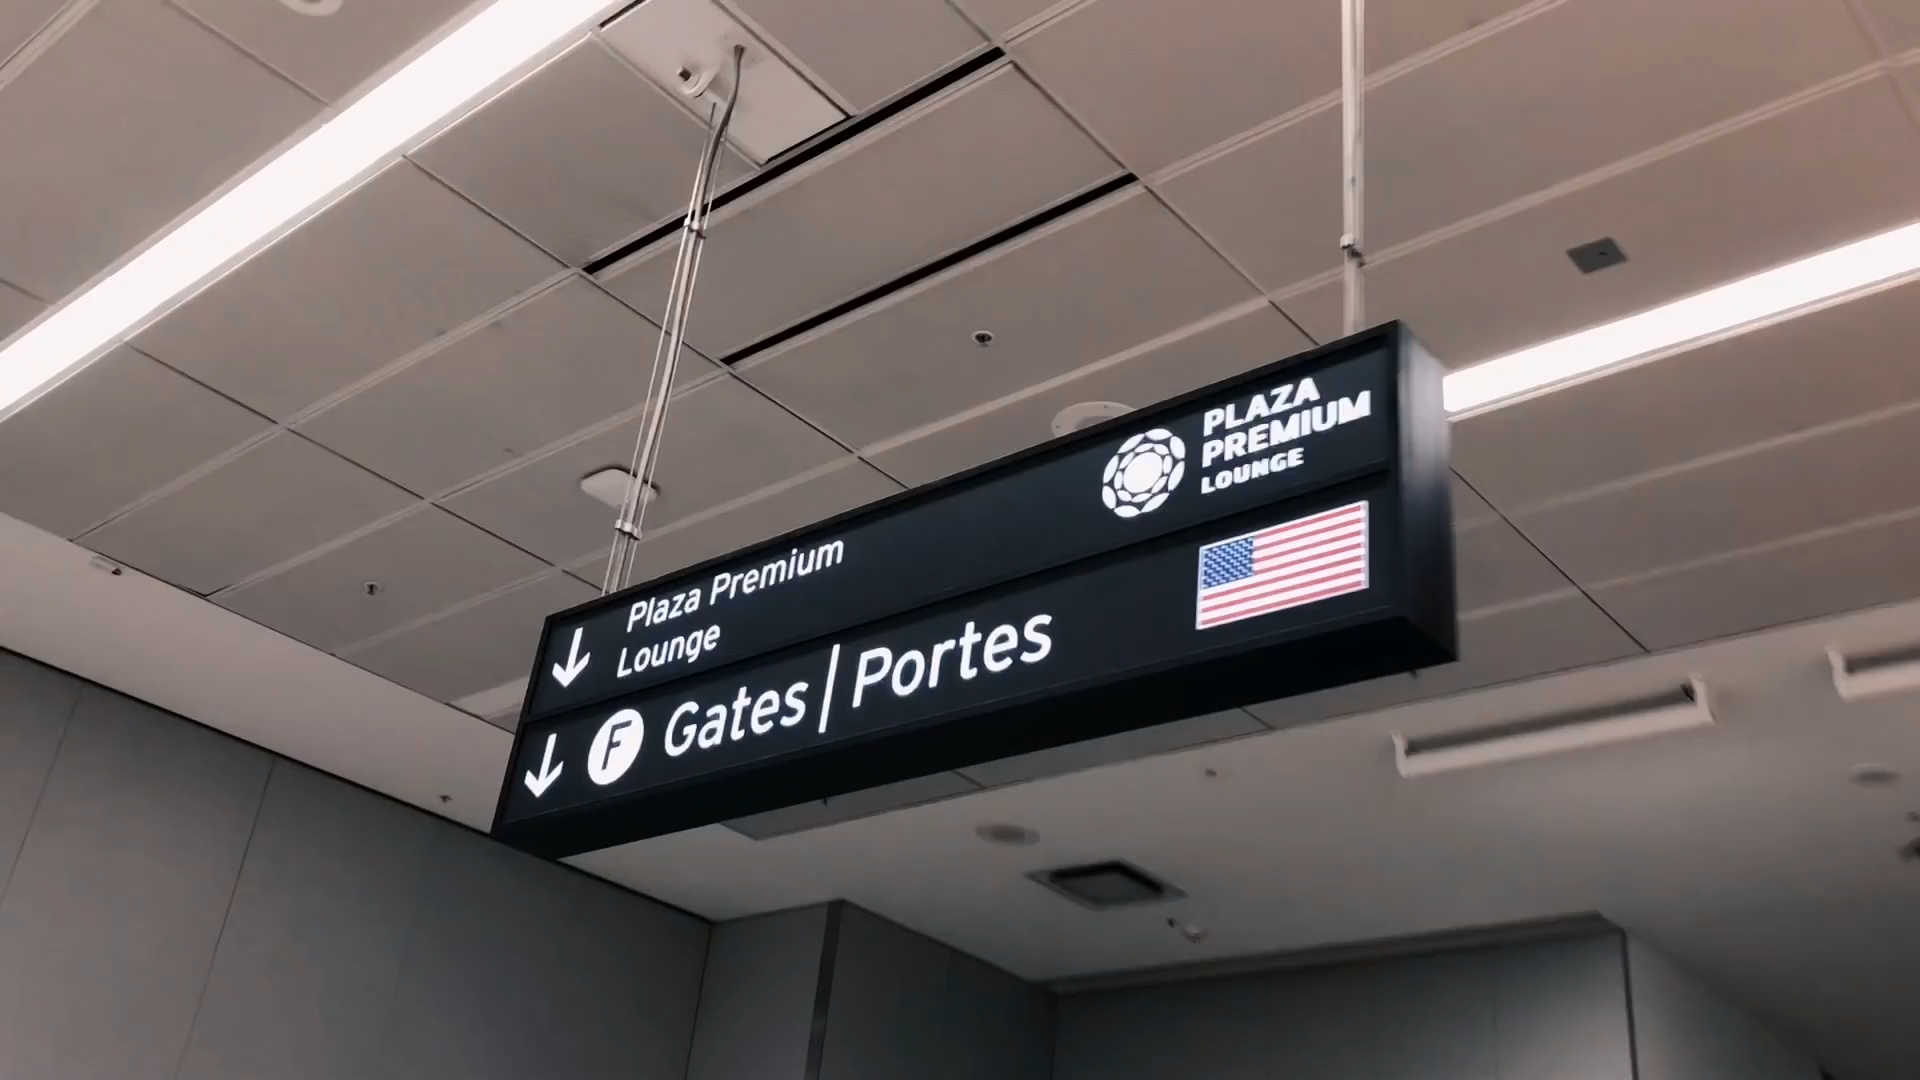 Plaza Premium
Lounge
PLAZA
PREMIUM
LOUNGE
F Gates | Portes